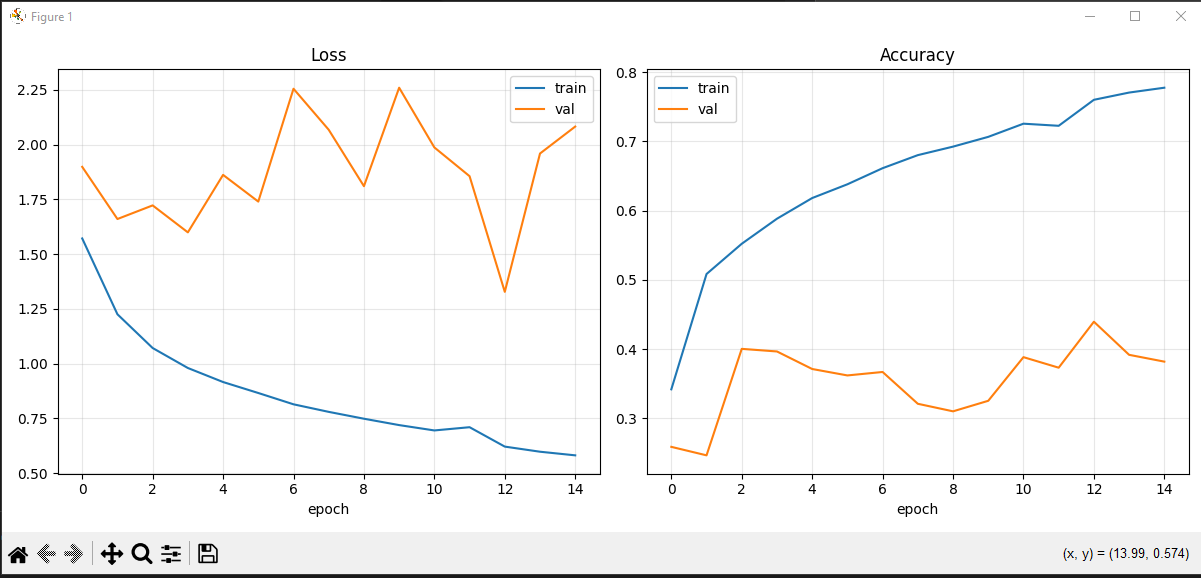 Figure 1
Loss
2.25
2.00
1.75
1.50
1.25
1.00
0.75
0.50
0 2 4 6 8 10 12 14
epoch
train
val
Accuracy
0.8
0.7
0.6
0.5
0.4
0.3
0 2 4 6 8 10 12 14
epoch
train
val
(x, y) = (13.99, 0.574)